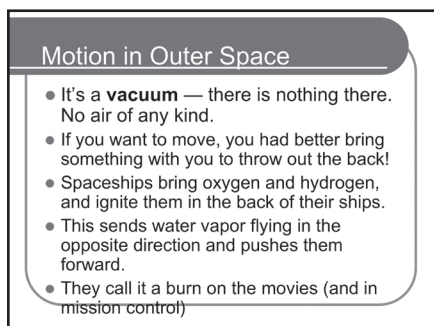 Motion in Outer Space
• It's a vacuum — there is nothing there.
No air of any kind.
• If you want to move, you had better bring
something with you to throw out the back!
• Spaceships bring oxygen and hydrogen,
and ignite them in the back of their ships.
• This sends water vapor flying in the
opposite direction and pushes them
forward.
• They call it a burn on the movies (and in
mission control)